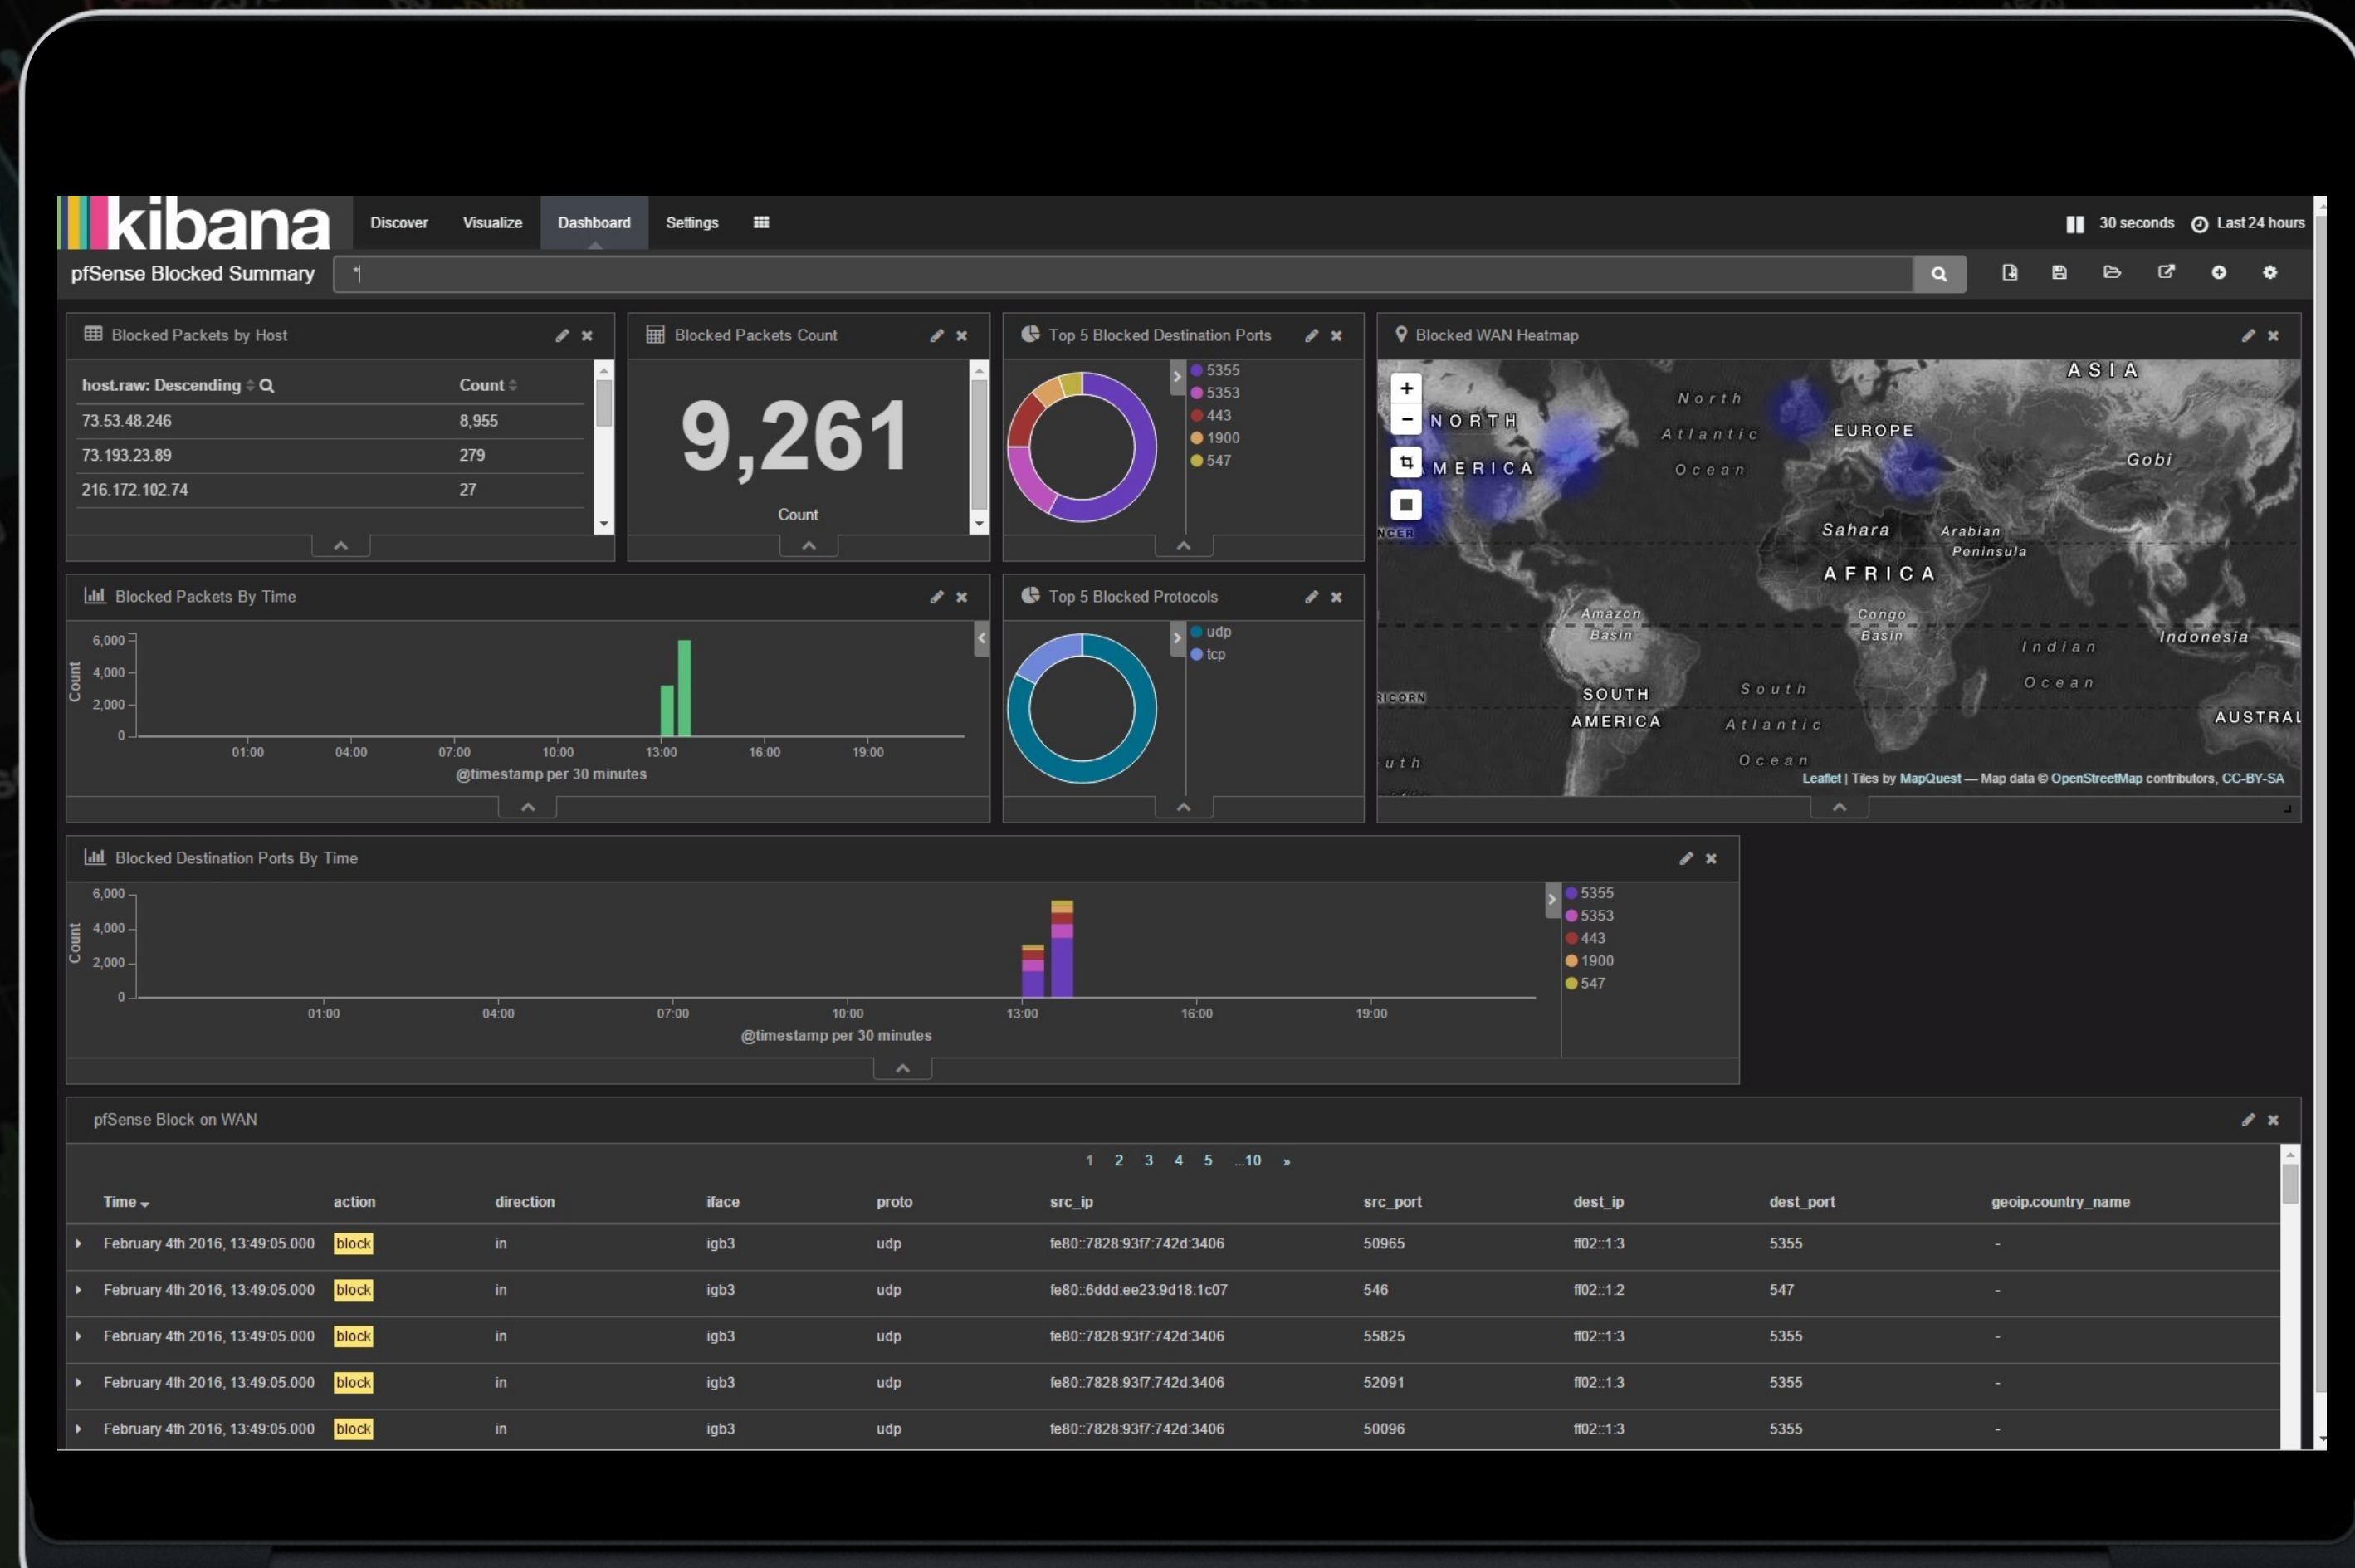 kibana Discover Visualize Dashboard Settings 30 seconds Last 24 hours
pfSense Blocked Summary *
Blocked Packets by Host
host.raw: Descending Count
73.53.48.246 8,955
73.193.23.89 279
216.172.102.74 27
Blocked Packets Count
9,261
Count
Top 5 Blocked Destination Ports
5355
5353
443
1900
547
Blocked WAN Heatmap
+
−
ASIA
North
Atlantic
Ocean
NORTH
MERICA
EUROPE
Gobi
NCER
Sahara
Arabian
Peninsula
AFRICA
Amazon
Basin
Congo
Basin
Indian
Ocean
Indonesia
RICORN
SOUTH
AMERICA
South
Atlantic
Ocean
AUSTRAL
uth
Leaflet | Tiles by MapQuest — Map data © OpenStreetMap contributors, CC-BY-SA
Blocked Packets By Time
6,000
4,000
2,000
0
Count
01:00 04:00 07:00 10:00 13:00 16:00 19:00
@timestamp per 30 minutes
Top 5 Blocked Protocols
udp
tcp
Blocked Destination Ports By Time
6,000
4,000
2,000
0
Count
01:00 04:00 07:00 10:00 13:00 16:00 19:00
@timestamp per 30 minutes
5355
5353
443
1900
547
pfSense Block on WAN
1 2 3 4 5 ...10 »
Time action direction iface proto src_ip src_port dest_ip dest_port geoip.country_name
February 4th 2016, 13:49:05.000 block in igb3 udp fe80::7828:93f7:742d:3406 50965 ff02::1:3 5355 -
February 4th 2016, 13:49:05.000 block in igb3 udp fe80::6ddd:ee23:9d18:1c07 546 ff02::1:2 547 -
February 4th 2016, 13:49:05.000 block in igb3 udp fe80::7828:93f7:742d:3406 55825 ff02::1:3 5355 -
February 4th 2016, 13:49:05.000 block in igb3 udp fe80::7828:93f7:742d:3406 52091 ff02::1:3 5355 -
February 4th 2016, 13:49:05.000 block in igb3 udp fe80::7828:93f7:742d:3406 50096 ff02::1:3 5355 -